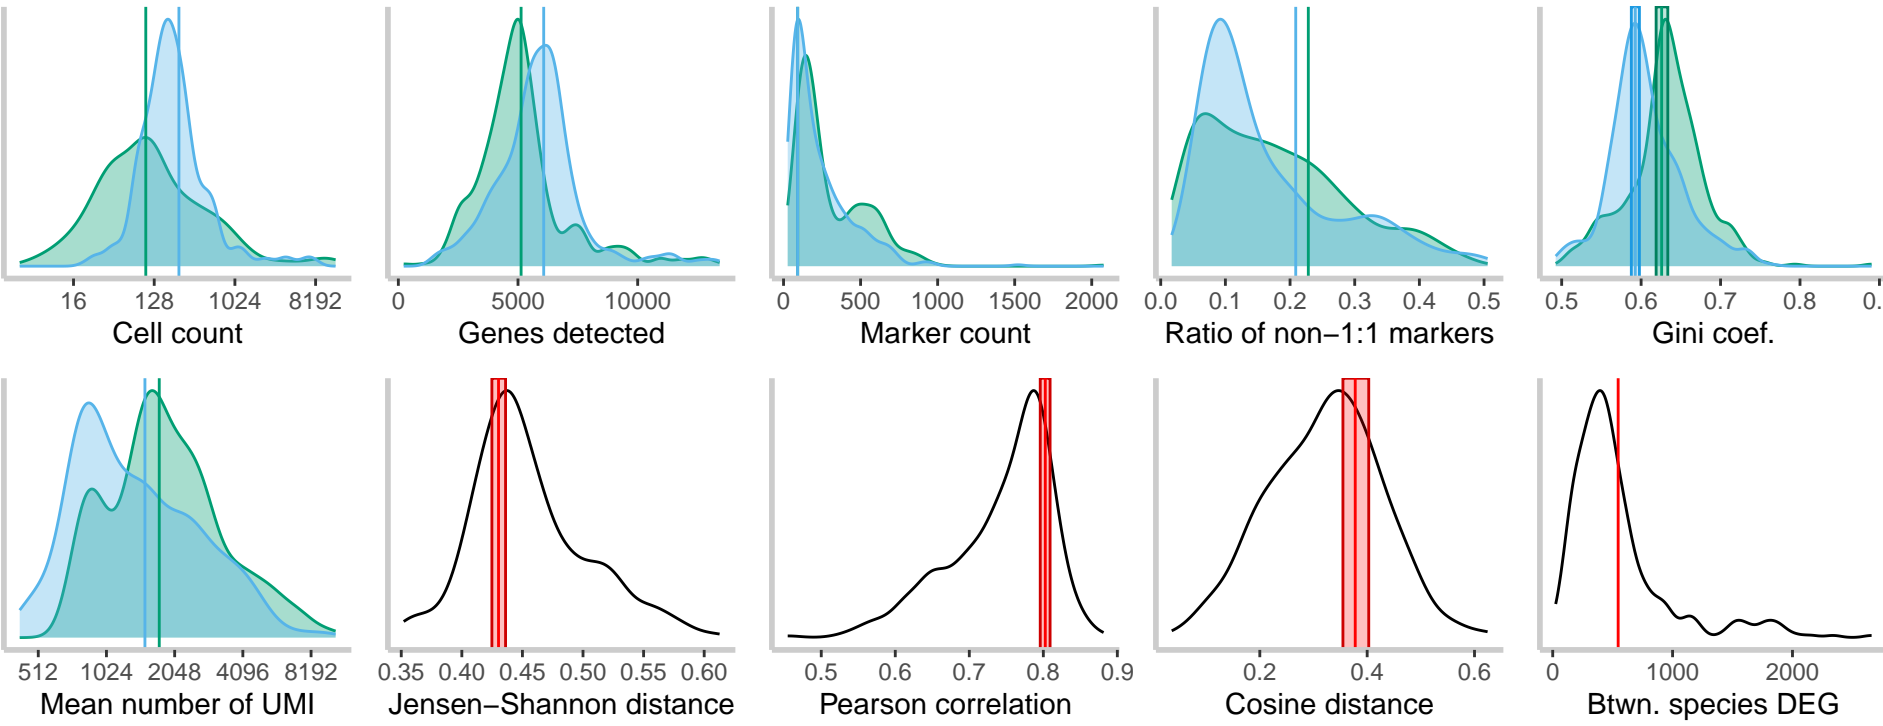 16 128 1024 8192
Cell count
0 5000 10000
Genes detected
0 500 1000 1500 2000
Marker count
0.0 0.1 0.2 0.3 0.4 0.5
Ratio of non−1:1 markers
0.5 0.6 0.7 0.8 0.
Gini coef.
512 1024 2048 4096 8192
Mean number of UMI
0.35 0.40 0.45 0.50 0.55 0.60
Jensen−Shannon distance
0.5 0.6 0.7 0.8 0.9
Pearson correlation
0.2 0.4 0.6
Cosine distance
0 1000 2000
Btwn. species DEG